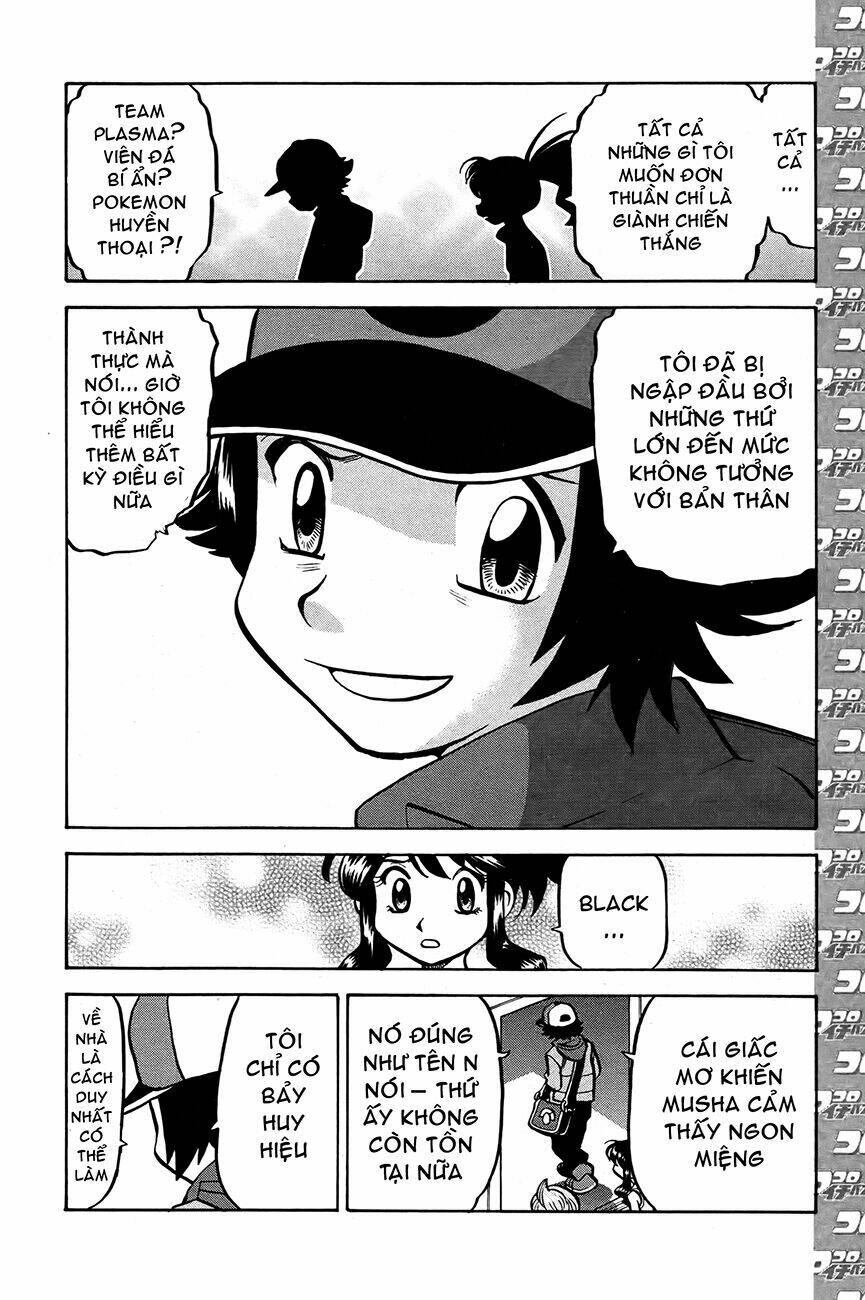 TẤT
CẢ
...
TẤT CẢ
NHỮNG GÌ TÔI
MUỐN ĐƠN
THUẦN CHỈ LÀ
GIÀNH CHIẾN
THẮNG
TEAM
PLASMA?
VIÊN ĐÁ
BÍ ẨN?
POKEMON
HUYỀN
THOẠI ?!
TÔI ĐÃ BỊ
NGẬP ĐẦU BỞI
NHỮNG THỨ
LỚN ĐẾN MỨC
KHÔNG TƯỞNG
VỚI BẢN THÂN
THÀNH
THỰC MÀ
NÓI... GIỜ
TÔI KHÔNG
THỂ HIỂU
THÊM BẤT
KỲ ĐIỀU GÌ
NỮA
BLACK
...
CÁI GIẤC
MƠ KHIẾN
MUSHA CẢM
THẤY NGON
MIỆNG
NÓ ĐÚNG
NHƯ TÊN N
NÓI – THỨ
ẤY KHÔNG
CÒN TỒN
TẠI NỮA
TÔI
CHỈ CÓ
BẢY
HUY
HIỆU
VỀ
NHÀ
LÀ
CÁCH
DUY
NHẤT
CÓ
THỂ
LÀM